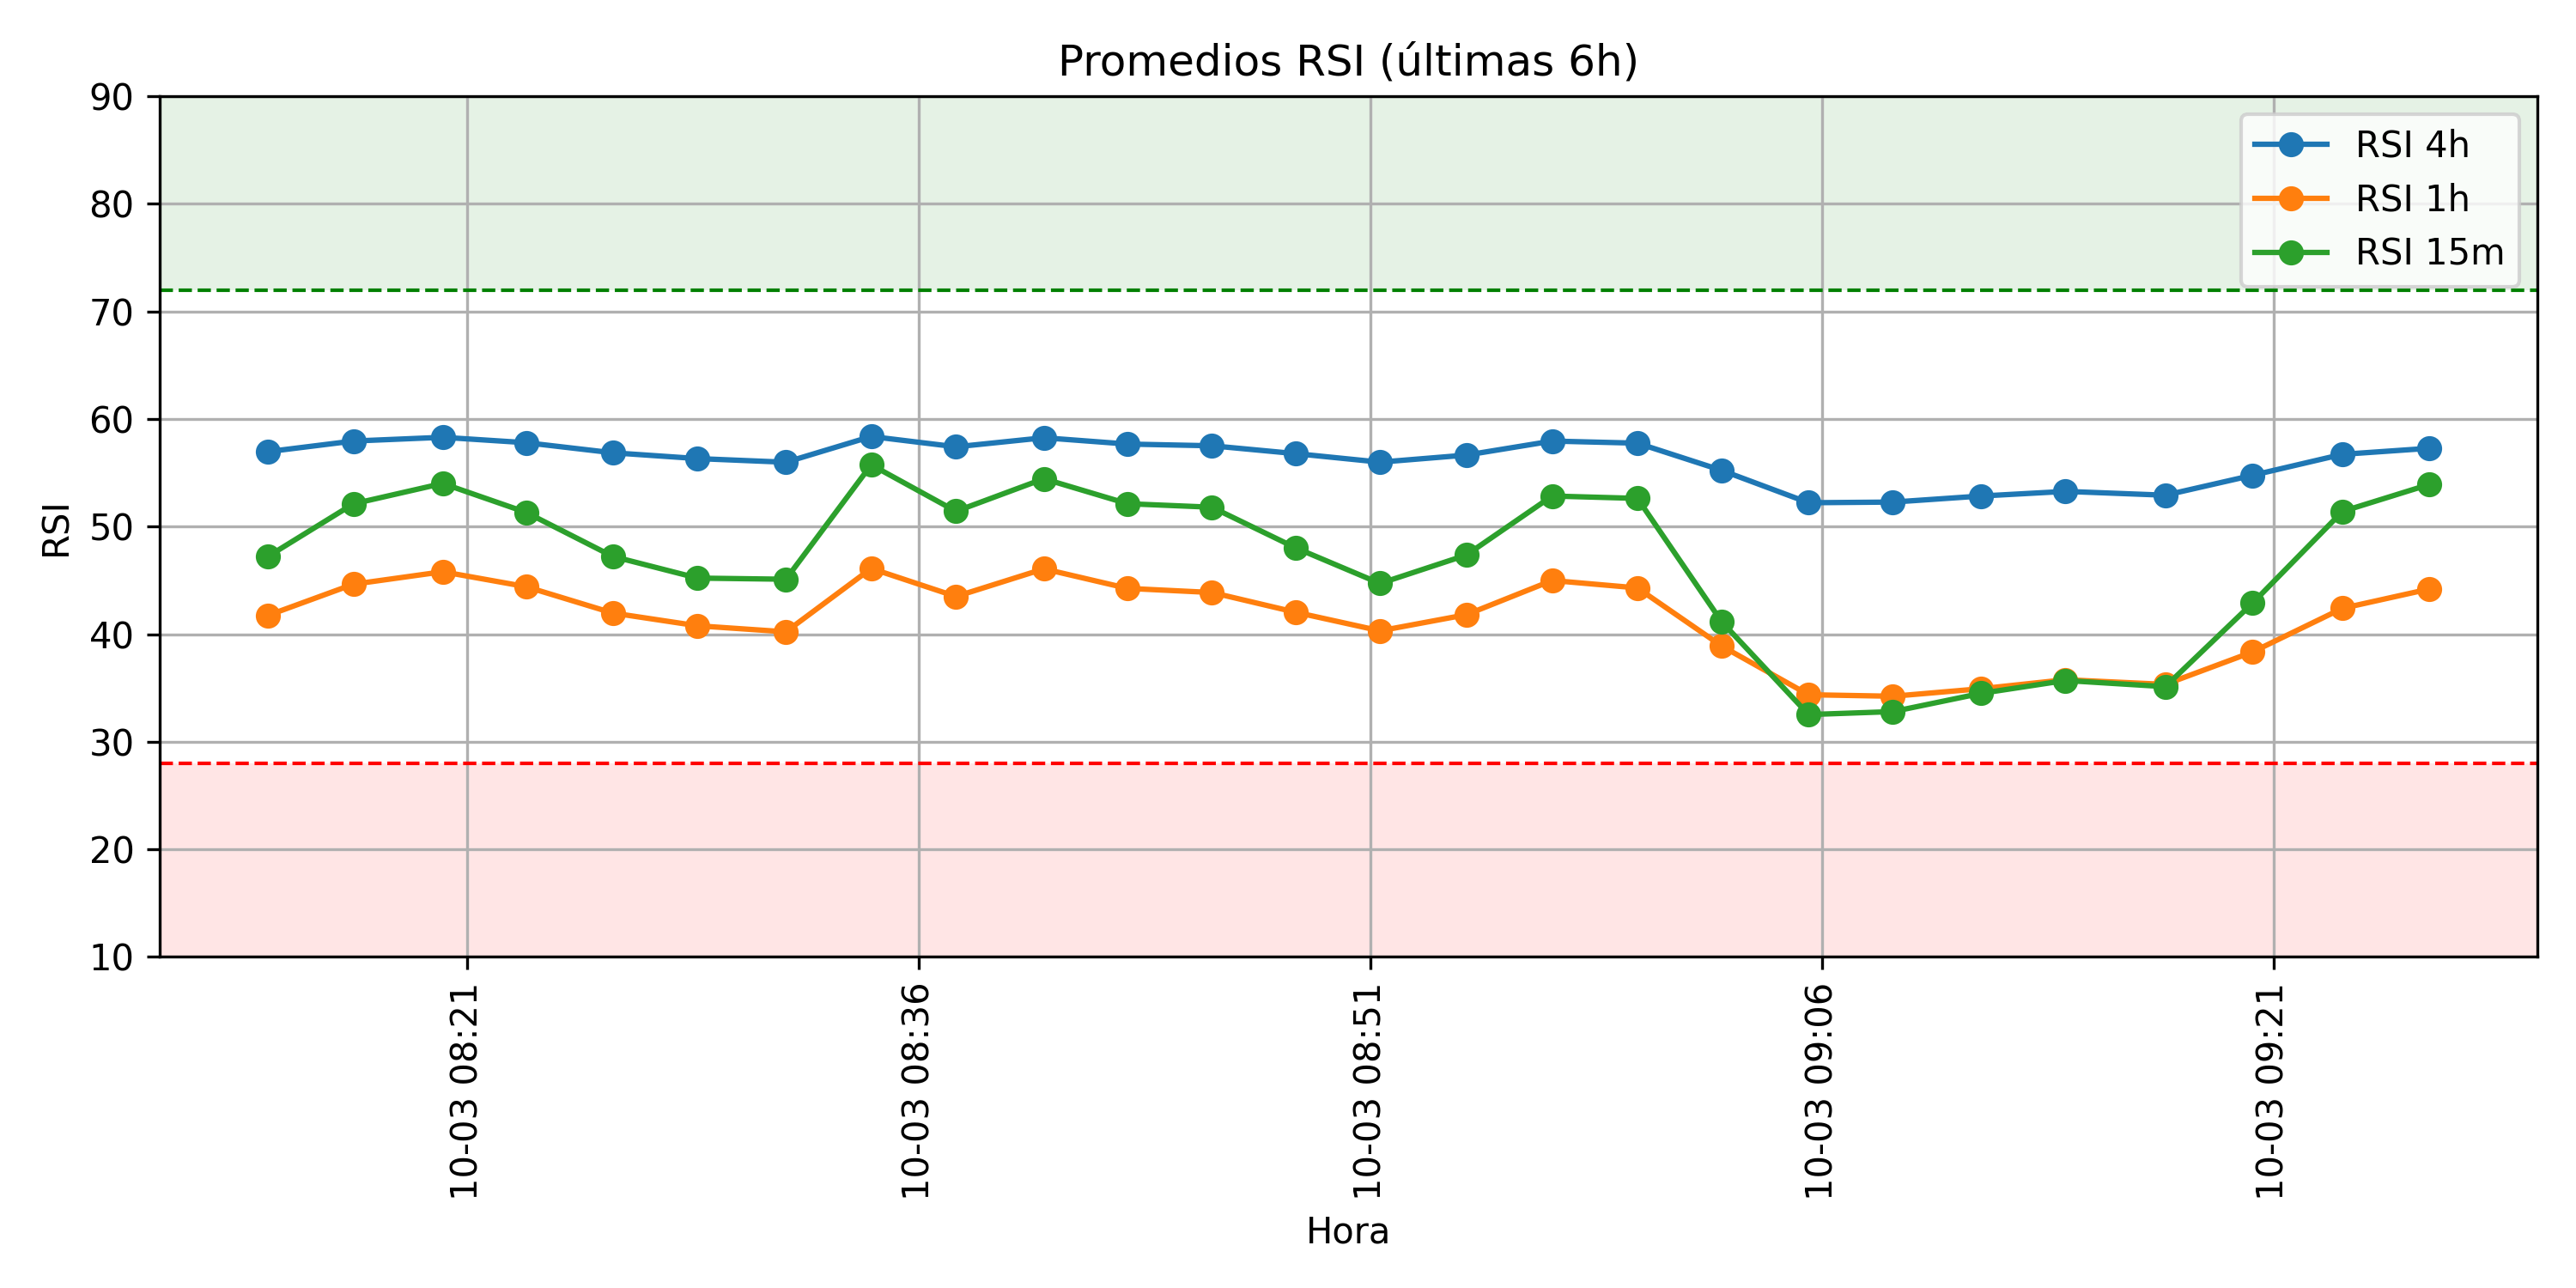 Promedios RSI (últimas 6h)
90
80
70
60
50
40
30
20
10
RSI
RSI 4h
RSI 1h
RSI 15m
10-03 08:21
10-03 08:36
10-03 08:51
10-03 09:06
10-03 09:21
Hora